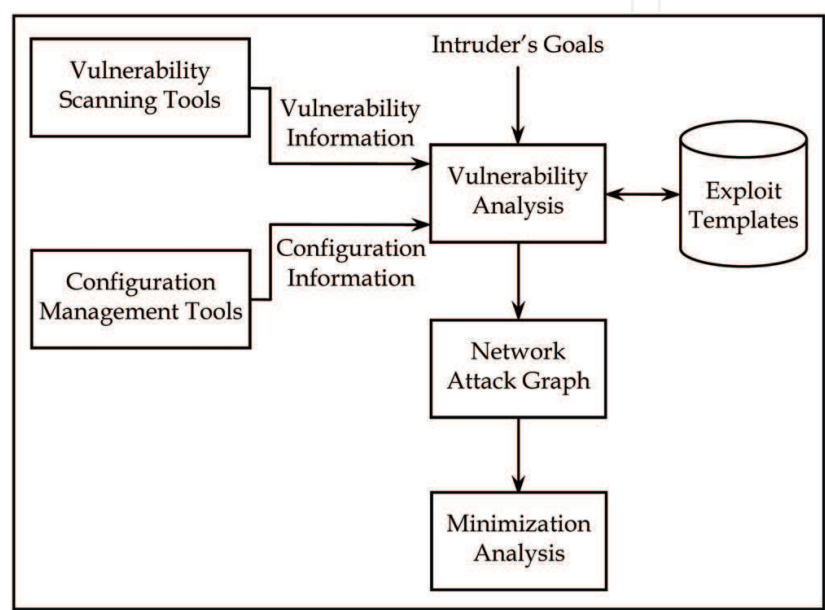 Intruder's Goals
Vulnerability
Scanning Tools
Vulnerability
Information
Vulnerability
Analysis
Exploit
Templates
Configuration
Information
Configuration
Management Tools
Network
Attack Graph
Minimization
Analysis